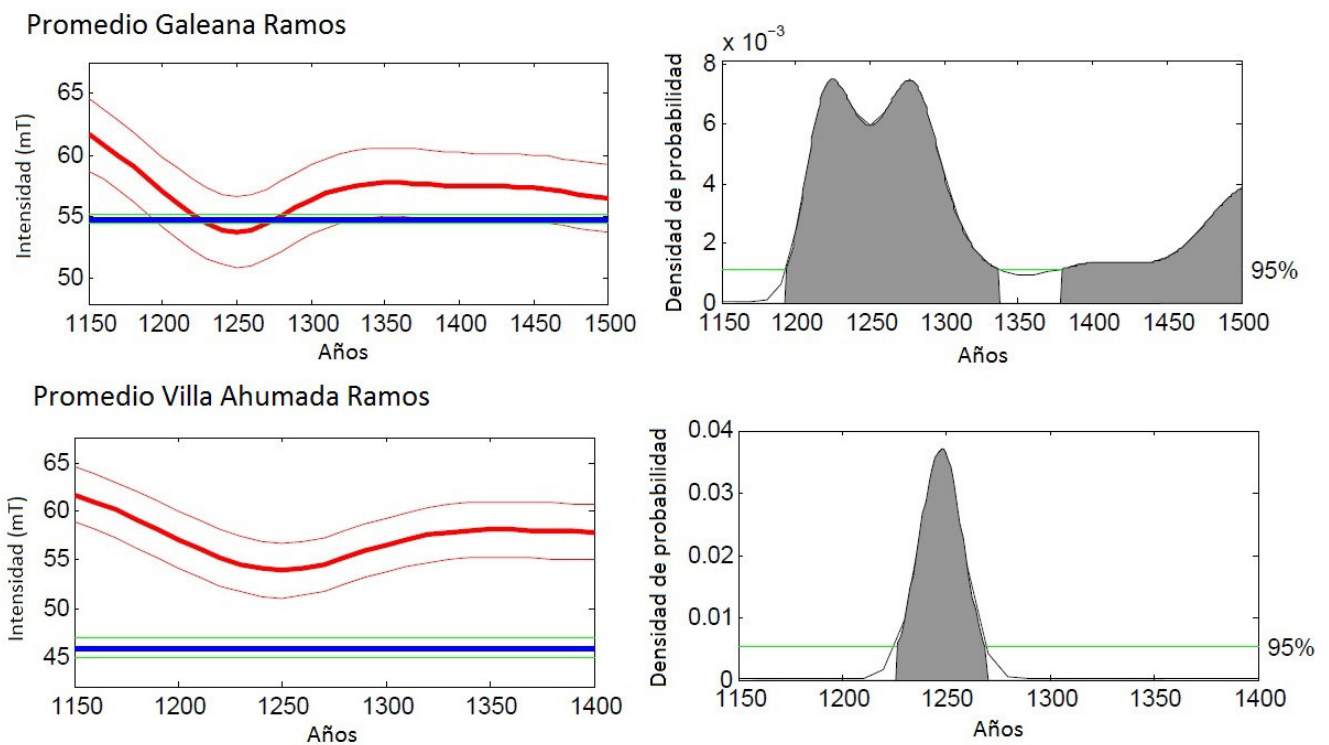 Promedio Galeana Ramos
Intensidad (mT)
65
60
55
50
1150 1200 1250 1300 1350 1400 1450 1500
Años
x 10⁻³
Densidad de probabilidad
8
6
4
2
0
95%
1150 1200 1250 1300 1350 1400 1450 1500
Años
Promedio Villa Ahumada Ramos
Intensidad (mT)
65
60
55
50
45
1150 1200 1250 1300 1350 1400
Años
Densidad de probabilidad
0.04
0.03
0.02
0.01
0
95%
1150 1200 1250 1300 1350 1400
Años